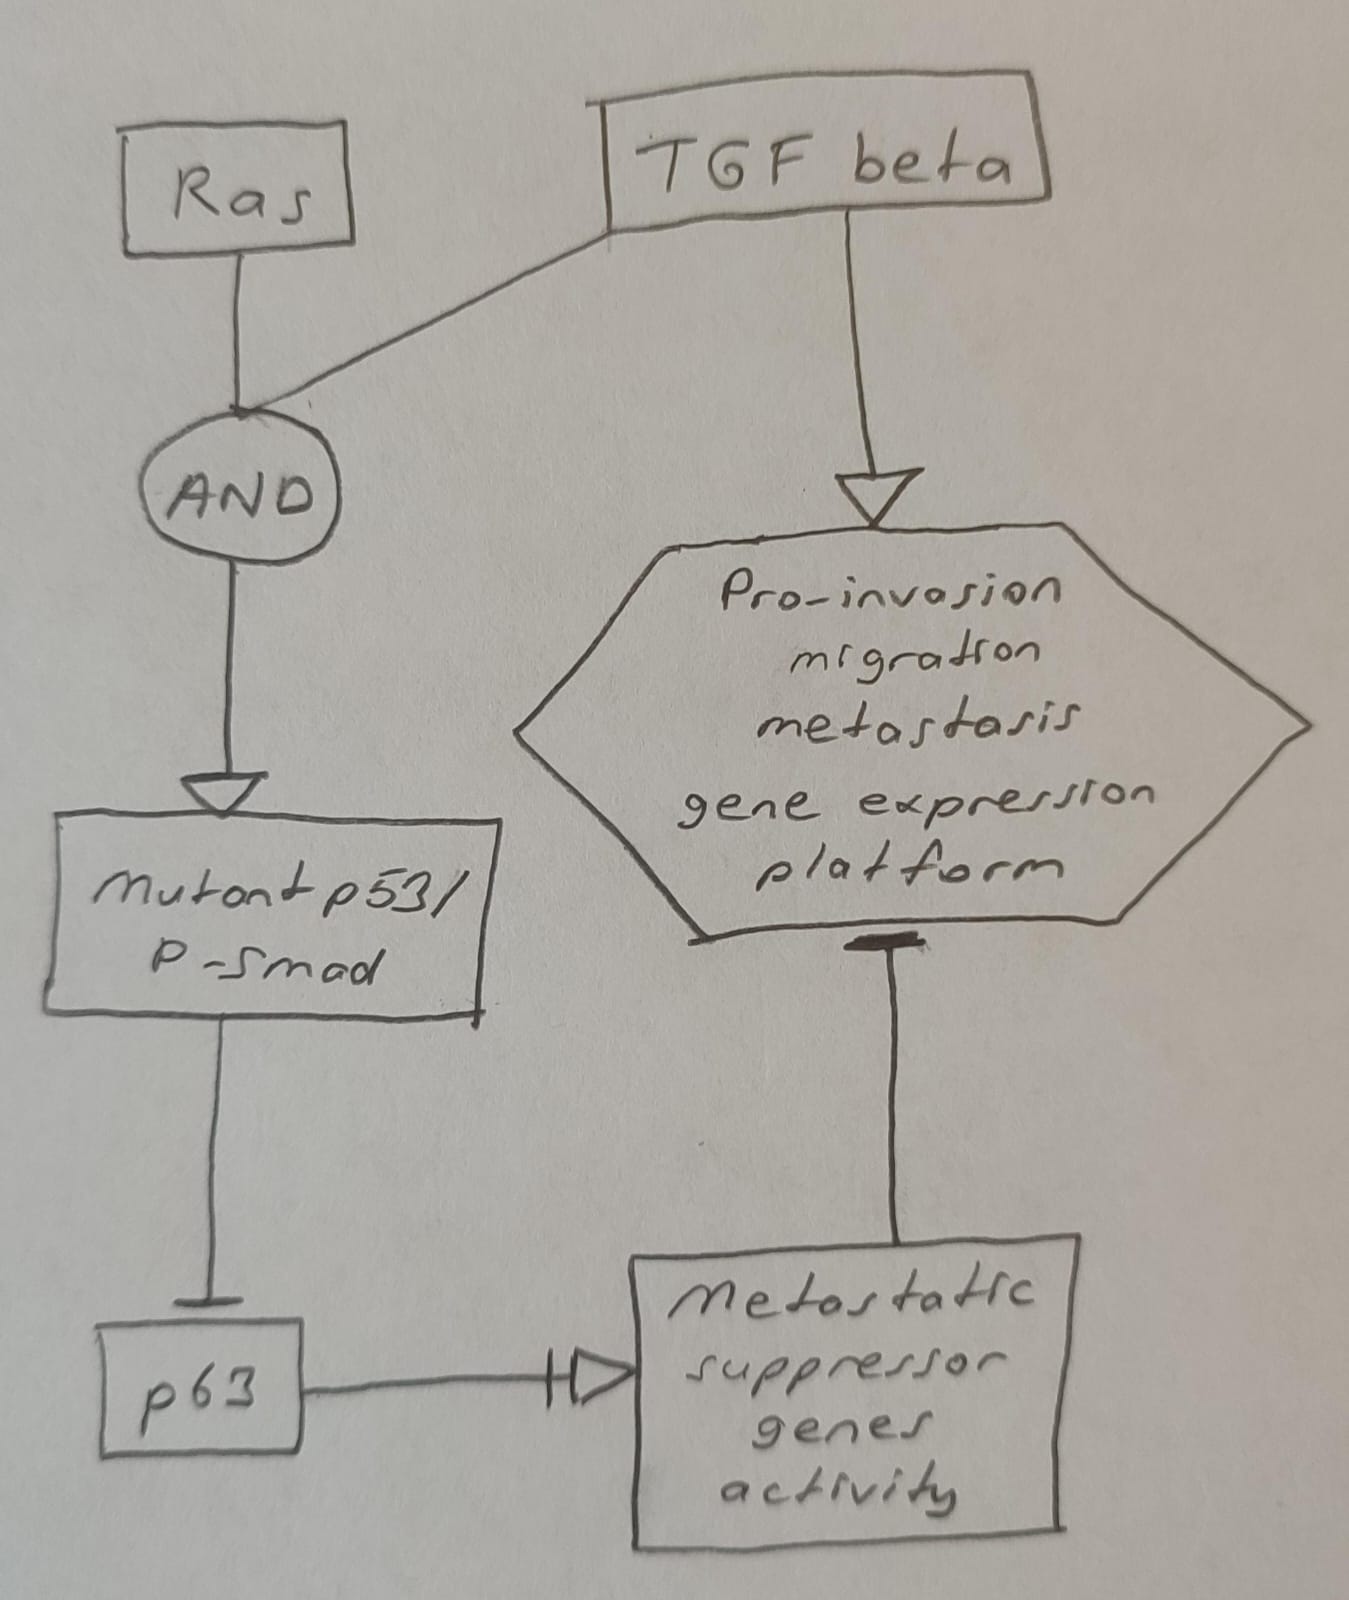 Ras
TGF beta
AND
Pro-invasion
migration
metastasis
gene expression
platform
Mutant p53/
P-Smad
p63
Metastatic
suppressor
genes
activity